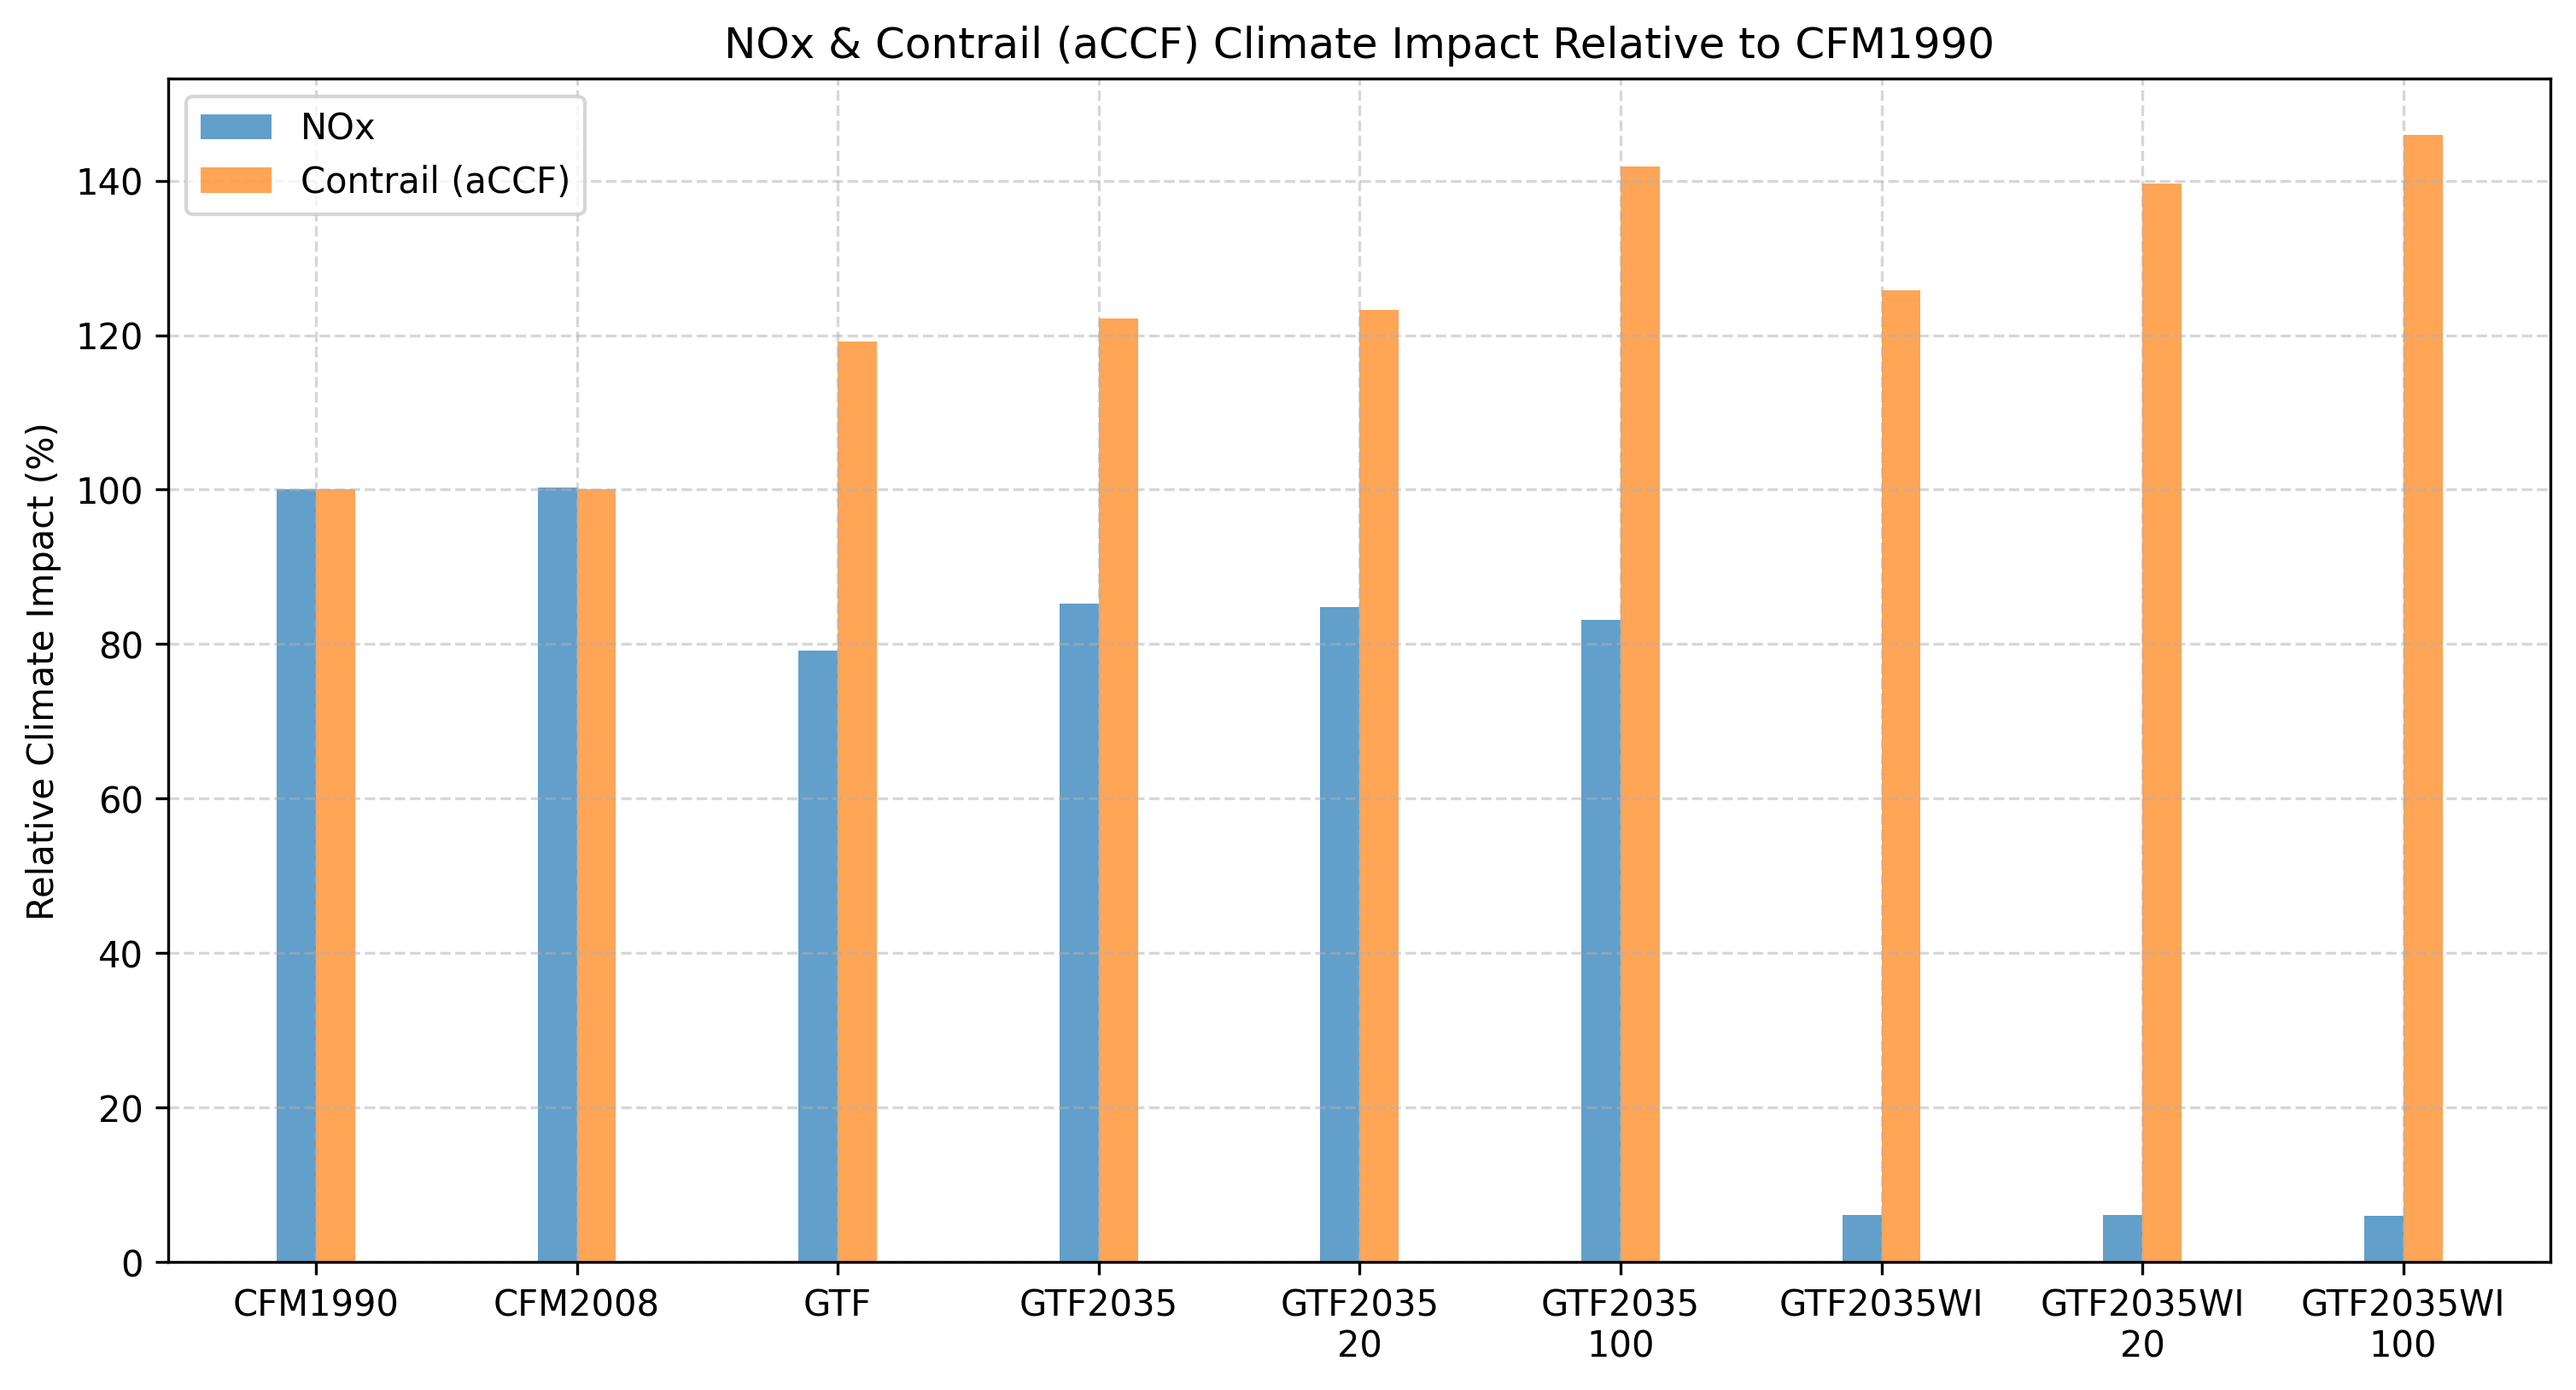 NOx & Contrail (aCCF) Climate Impact Relative to CFM1990
NOx
Contrail (aCCF)
Relative Climate Impact (%)
140
120
100
80
60
40
20
0
CFM1990 CFM2008 GTF GTF2035 GTF2035 GTF2035 GTF2035WI GTF2035WI GTF2035WI
20 100 20 100